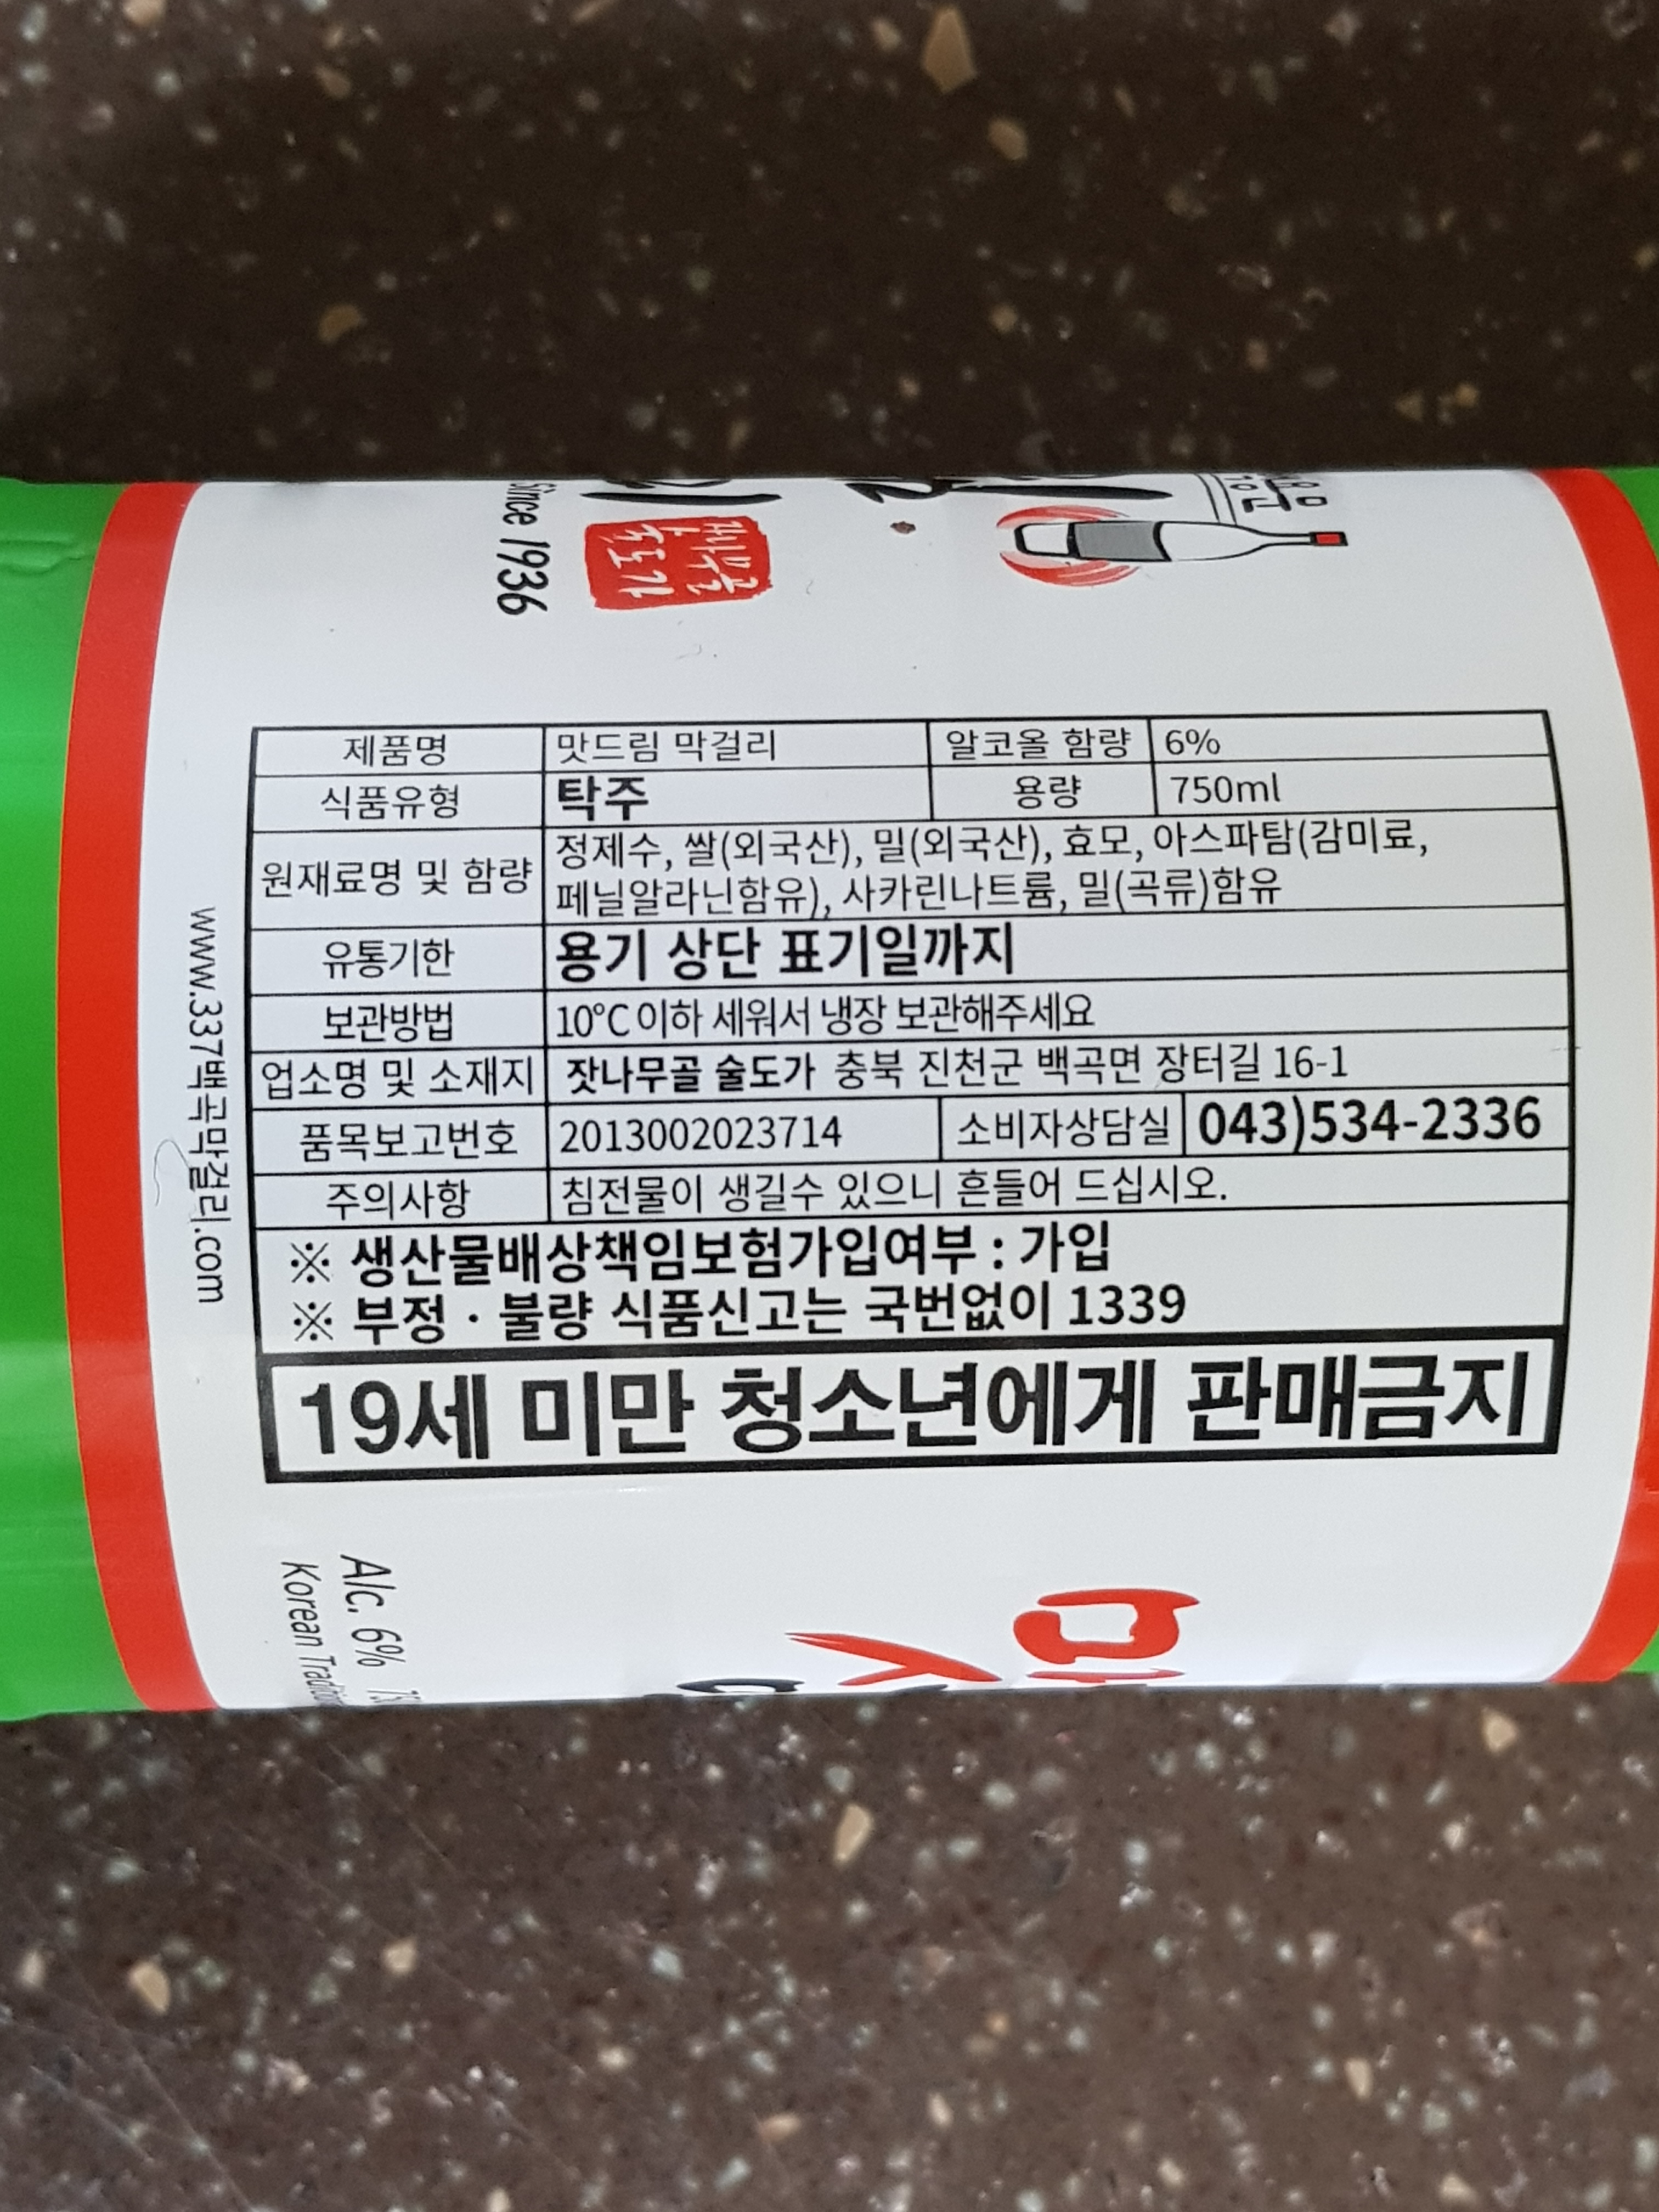 Since 1936
제품명 맛드림 막걸리 알코올 함량 6%
식품유형 탁주 용량 750ml
원재료명 및 함량 정제수, 쌀(외국산), 밀(외국산), 효모, 아스파탐(감미료,
페닐알라닌함유), 사카린나트륨, 밀(곡류)함유
유통기한 용기 상단 표기일까지
보관방법 10°C 이하 세워서 냉장 보관해주세요
업소명 및 소재지 잣나무골 술도가 충북 진천군 백곡면 장터길 16-1
품목보고번호 2013002023714 소비자상담실 043)534-2336
주의사항 침전물이 생길수 있으니 흔들어 드십시오.
※ 생산물배상책임보험가입여부 : 가입
※ 부정 · 불량 식품신고는 국번없이 1339
19세 미만 청소년에게 판매금지
www.337백곡막걸리.com
잣나무골
술도가
Alc. 6%
Korean